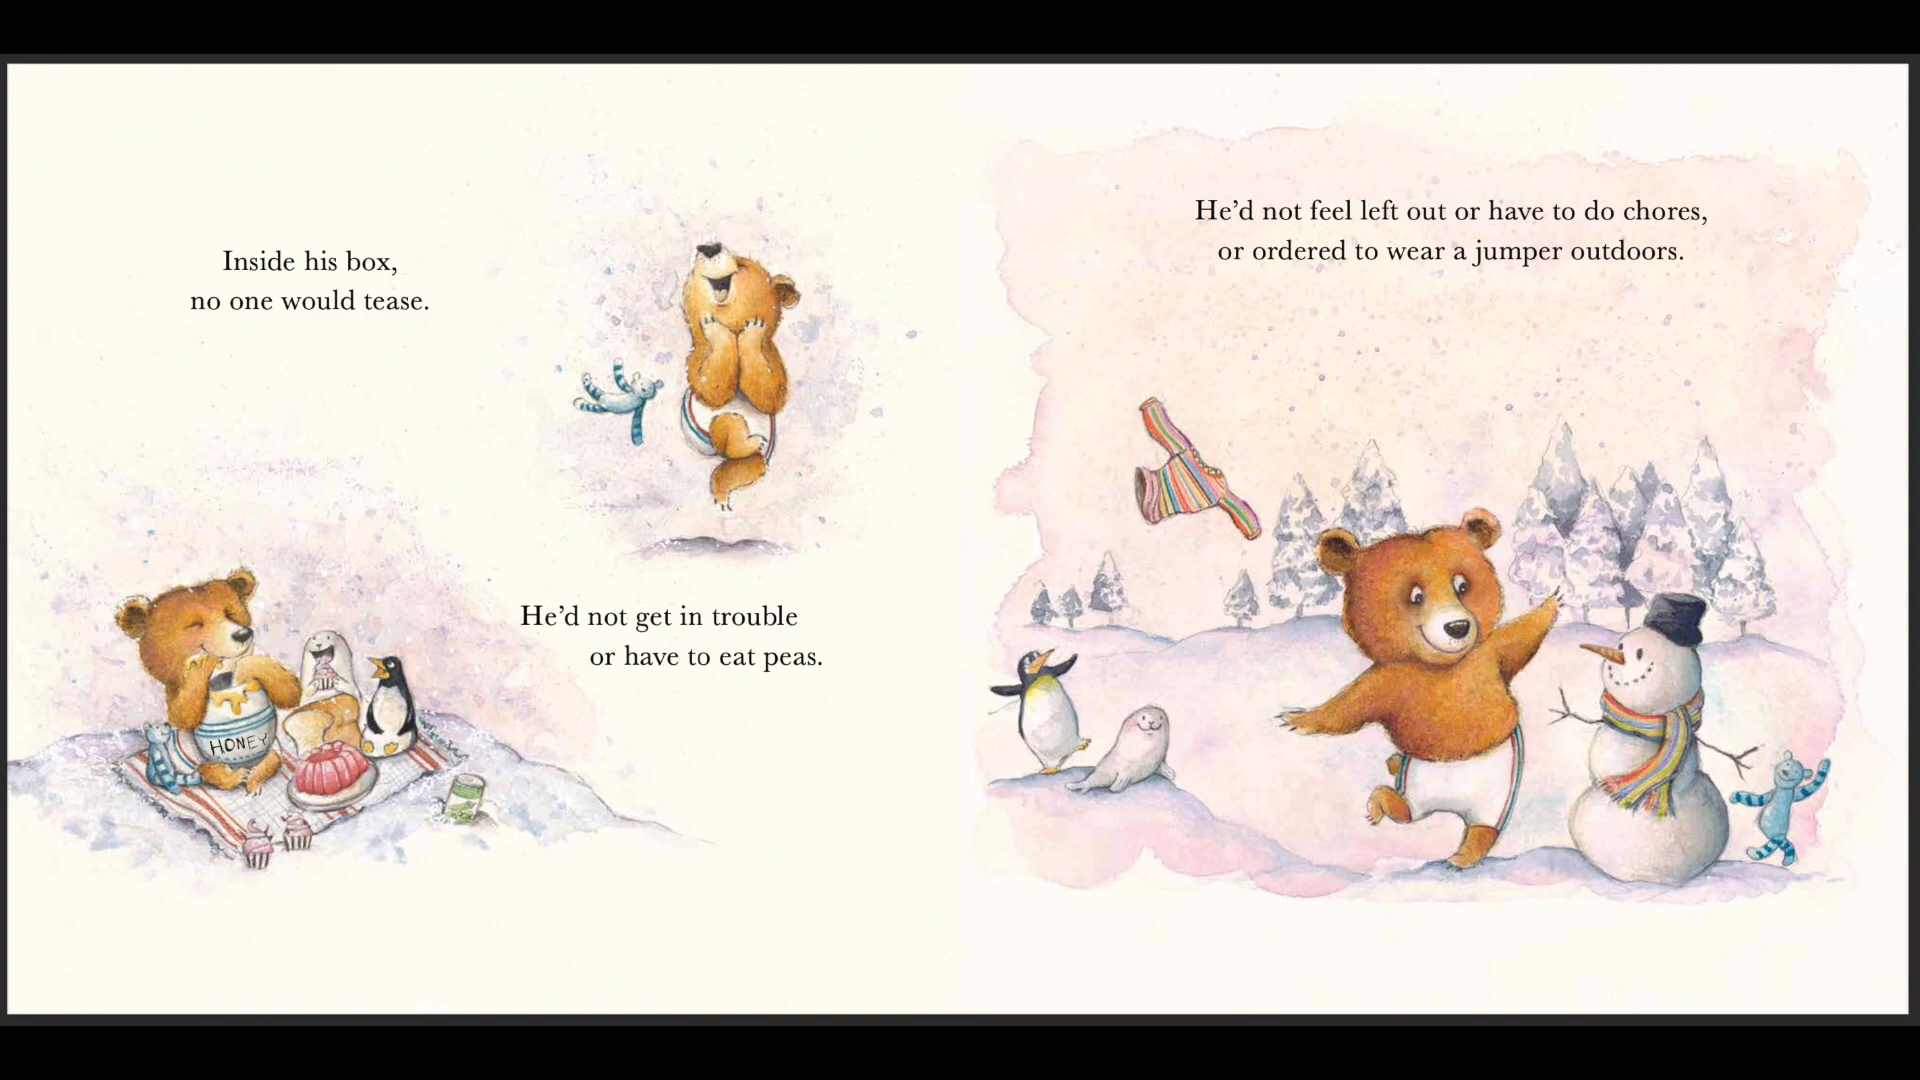 Inside his box,
no one would tease.
HONEY
He’d not get in trouble
or have to eat peas.
He’d not feel left out or have to do chores,
or ordered to wear a jumper outdoors.